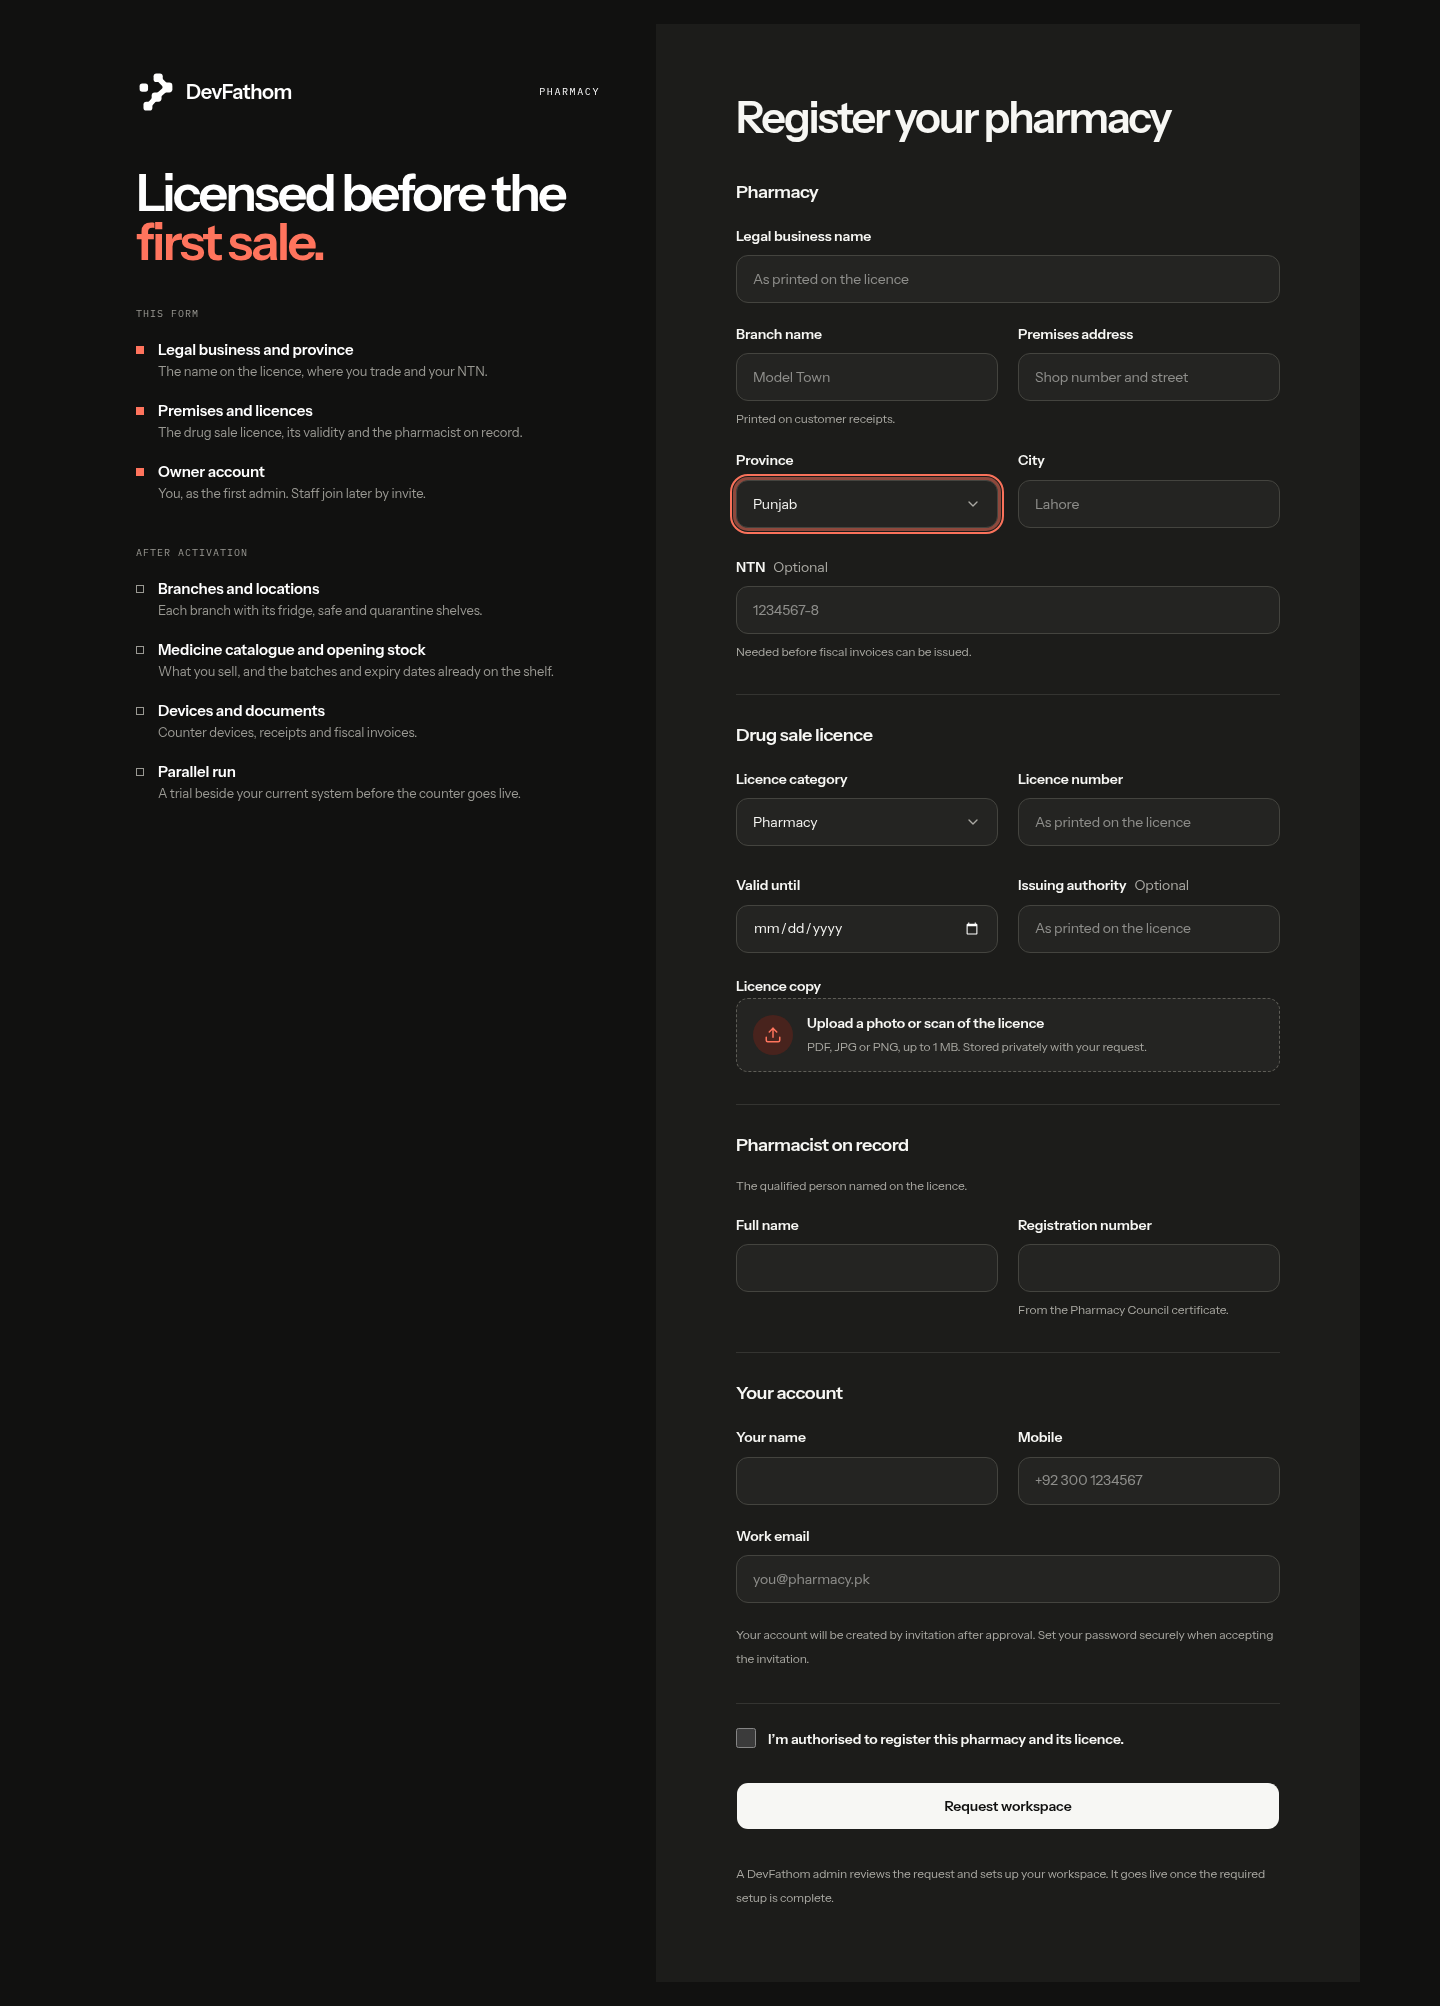 DevFathom
PHARMACY
Licensed before the
first sale.
THIS FORM
Legal business and province
The name on the licence, where you trade and your NTN.
Premises and licences
The drug sale licence, its validity and the pharmacist on record.
Owner account
You, as the first admin. Staff join later by invite.
AFTER ACTIVATION
Branches and locations
Each branch with its fridge, safe and quarantine shelves.
Medicine catalogue and opening stock
What you sell, and the batches and expiry dates already on the shelf.
Devices and documents
Counter devices, receipts and fiscal invoices.
Parallel run
A trial beside your current system before the counter goes live.
Register your pharmacy
Pharmacy
Legal business name
As printed on the licence
Branch name
Premises address
Model Town
Shop number and street
Printed on customer receipts.
Province
City
Punjab
Lahore
NTN Optional
1234567-8
Needed before fiscal invoices can be issued.
Drug sale licence
Licence category
Licence number
Pharmacy
As printed on the licence
Valid until
Issuing authority Optional
mm/dd/yyyy
As printed on the licence
Licence copy
Upload a photo or scan of the licence
PDF, JPG or PNG, up to 1 MB. Stored privately with your request.
Pharmacist on record
The qualified person named on the licence.
Full name
Registration number
From the Pharmacy Council certificate.
Your account
Your name
Mobile
+92 300 1234567
Work email
you@pharmacy.pk
Your account will be created by invitation after approval. Set your password securely when accepting
the invitation.
I'm authorised to register this pharmacy and its licence.
Request workspace
A DevFathom admin reviews the request and sets up your workspace. It goes live once the required
setup is complete.